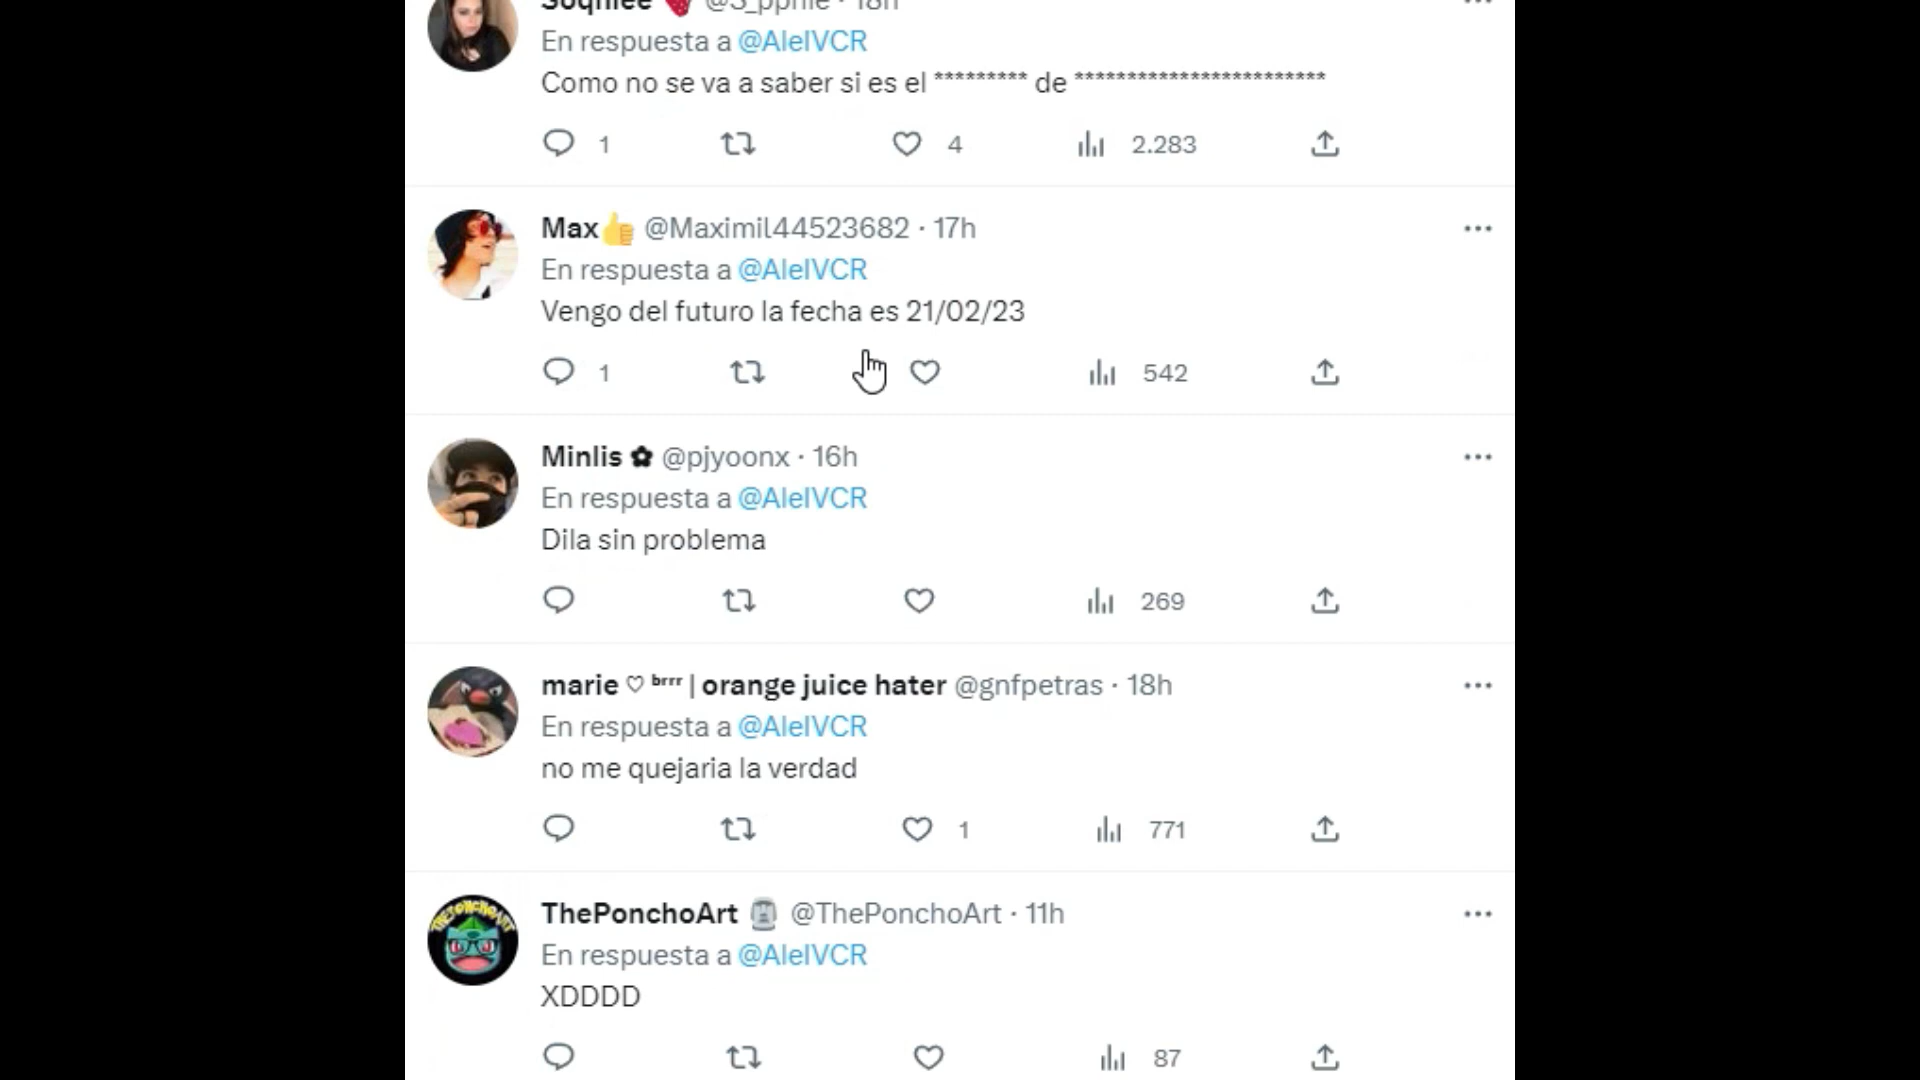 En respuesta a @AleIVCR
Como no se va a saber si es el ********* de ************************
1 4 2.283
Max👍 @Maximil44523682 · 17h
En respuesta a @AleIVCR
Vengo del futuro la fecha es 21/02/23
1 542
Minlis ✿ @pjyoonx · 16h
En respuesta a @AleIVCR
Dila sin problema
269
marie ♡ ᵇʳʳʳ | orange juice hater @gnfpetras · 18h
En respuesta a @AleIVCR
no me quejaria la verdad
1 771
THEPONCHOART
ThePonchoArt 🗿 @ThePonchoArt · 11h
En respuesta a @AleIVCR
XDDDD
87